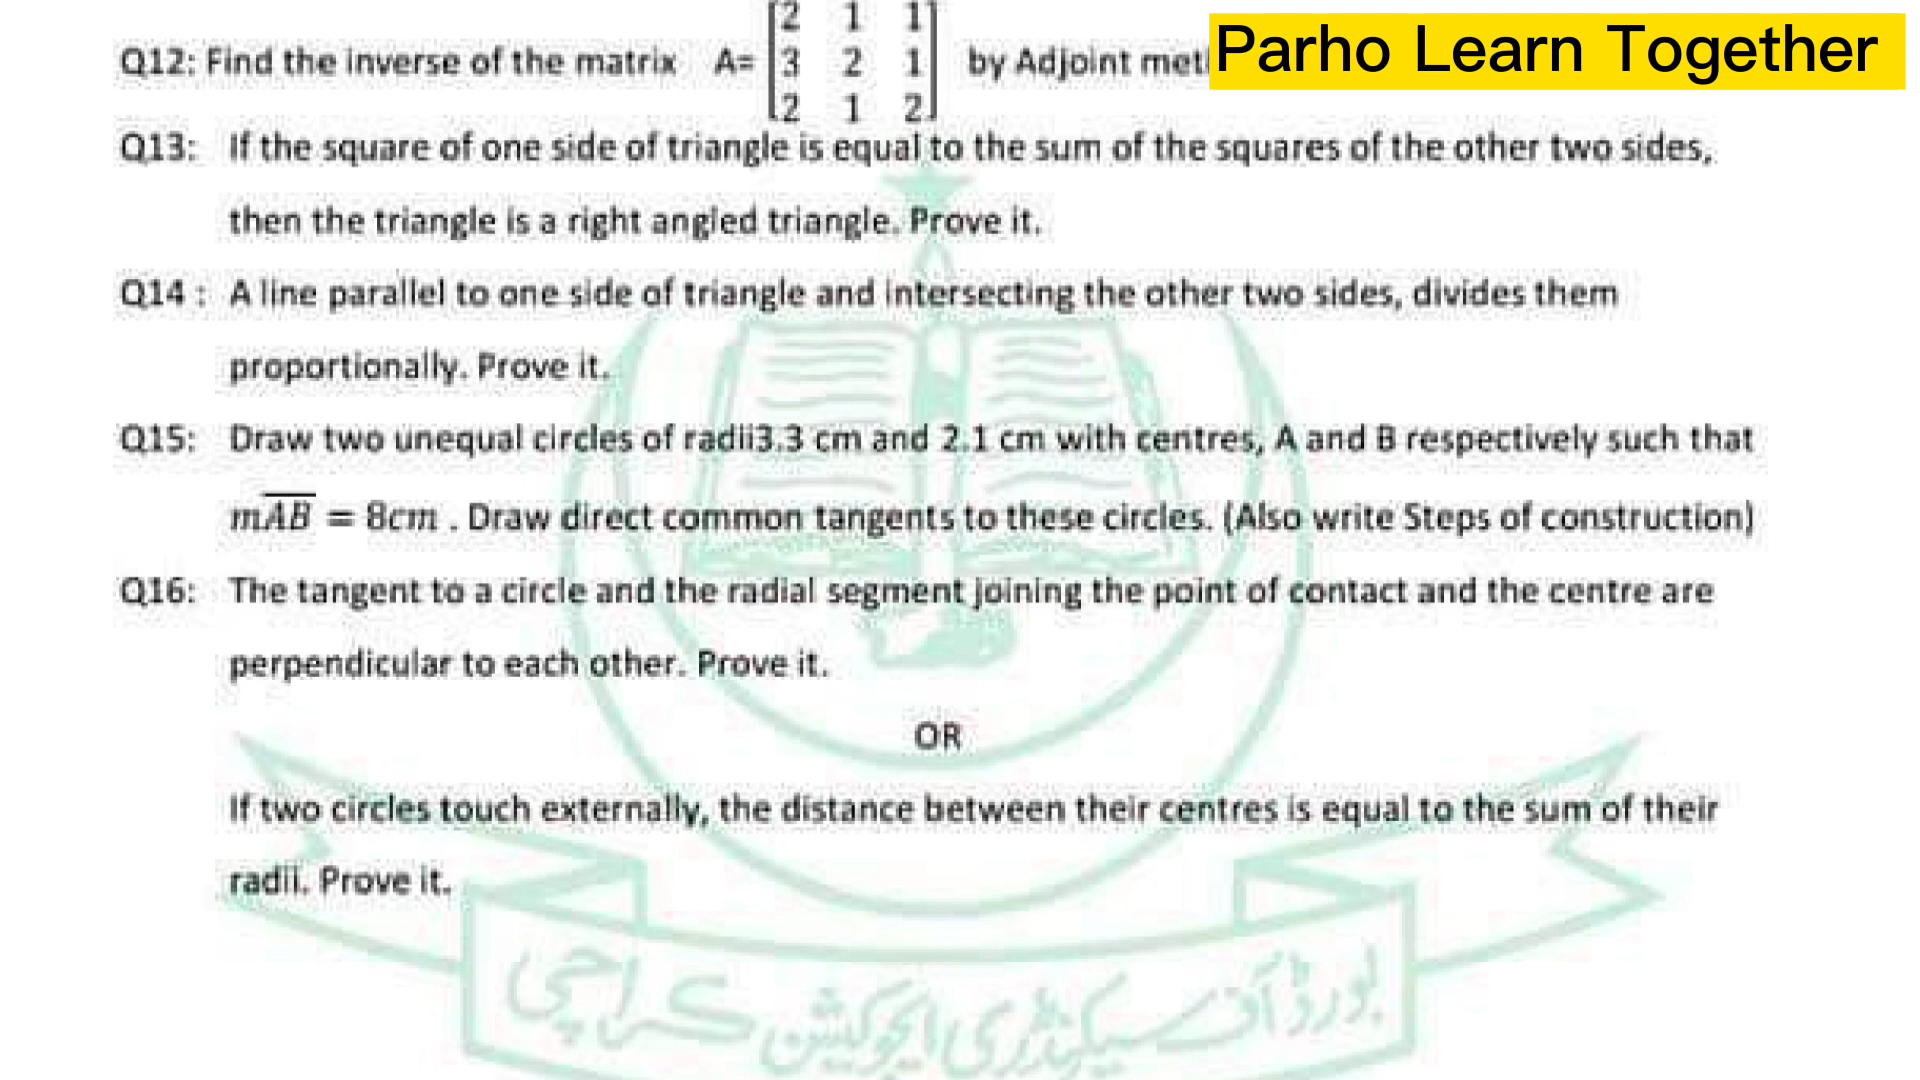 [2 1 1]
Q12: Find the inverse of the matrix A= [3 2 1] by Adjoint met
[2 1 2]
Parho Learn Together
Q13: If the square of one side of triangle is equal to the sum of the squares of the other two sides,
then the triangle is a right angled triangle. Prove it.
Q14 : A line parallel to one side of triangle and intersecting the other two sides, divides them
proportionally. Prove it.
Q15: Draw two unequal circles of radii3.3 cm and 2.1 cm with centres, A and B respectively such that
m\overline{AB} = 8cm . Draw direct common tangents to these circles. (Also write Steps of construction)
Q16: The tangent to a circle and the radial segment joining the point of contact and the centre are
perpendicular to each other. Prove it.
OR
If two circles touch externally, the distance between their centres is equal to the sum of their
radii. Prove it.
بورڈ آف سیکینڈری ایجوکیشن کراچی